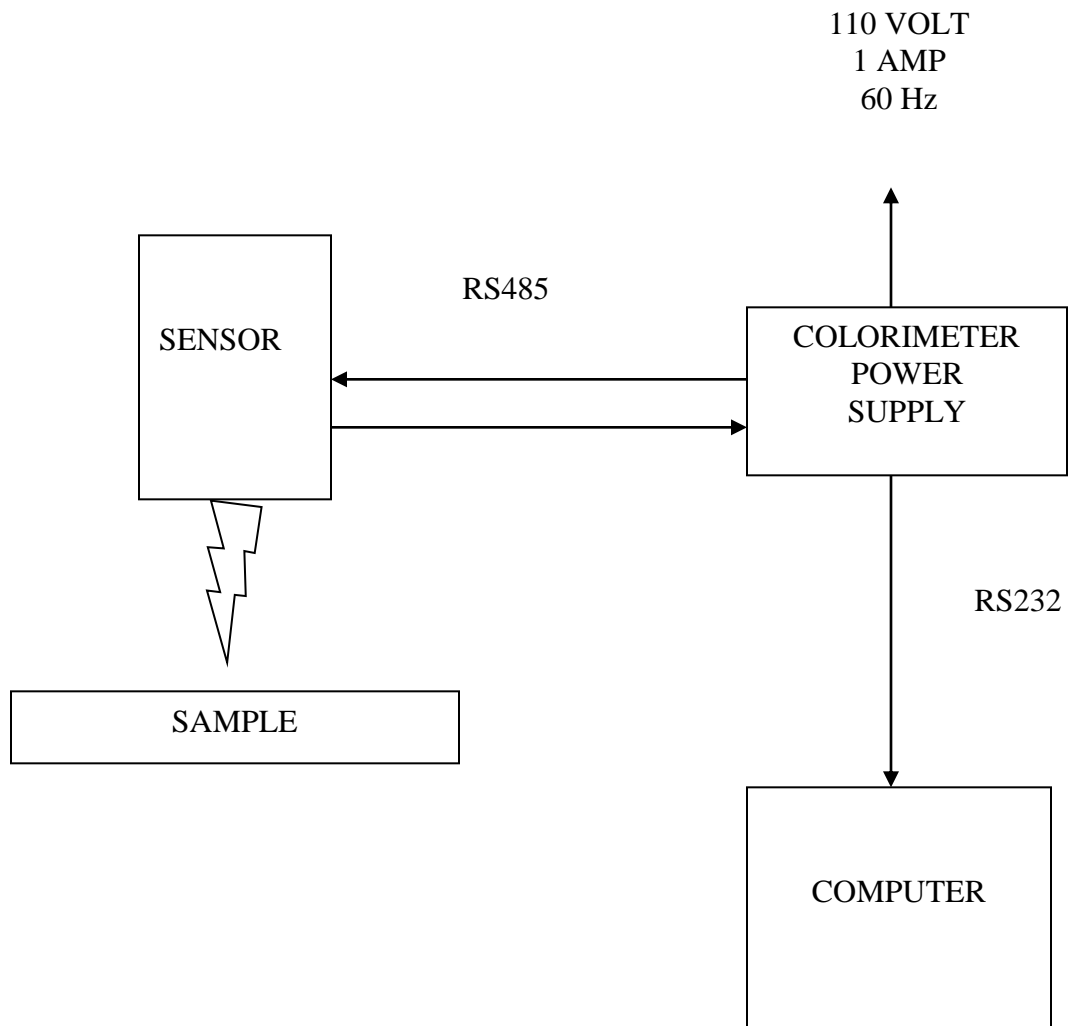 110 VOLT
1 AMP
60 Hz
RS485
SENSOR
COLORIMETER
POWER
SUPPLY
RS232
SAMPLE
COMPUTER